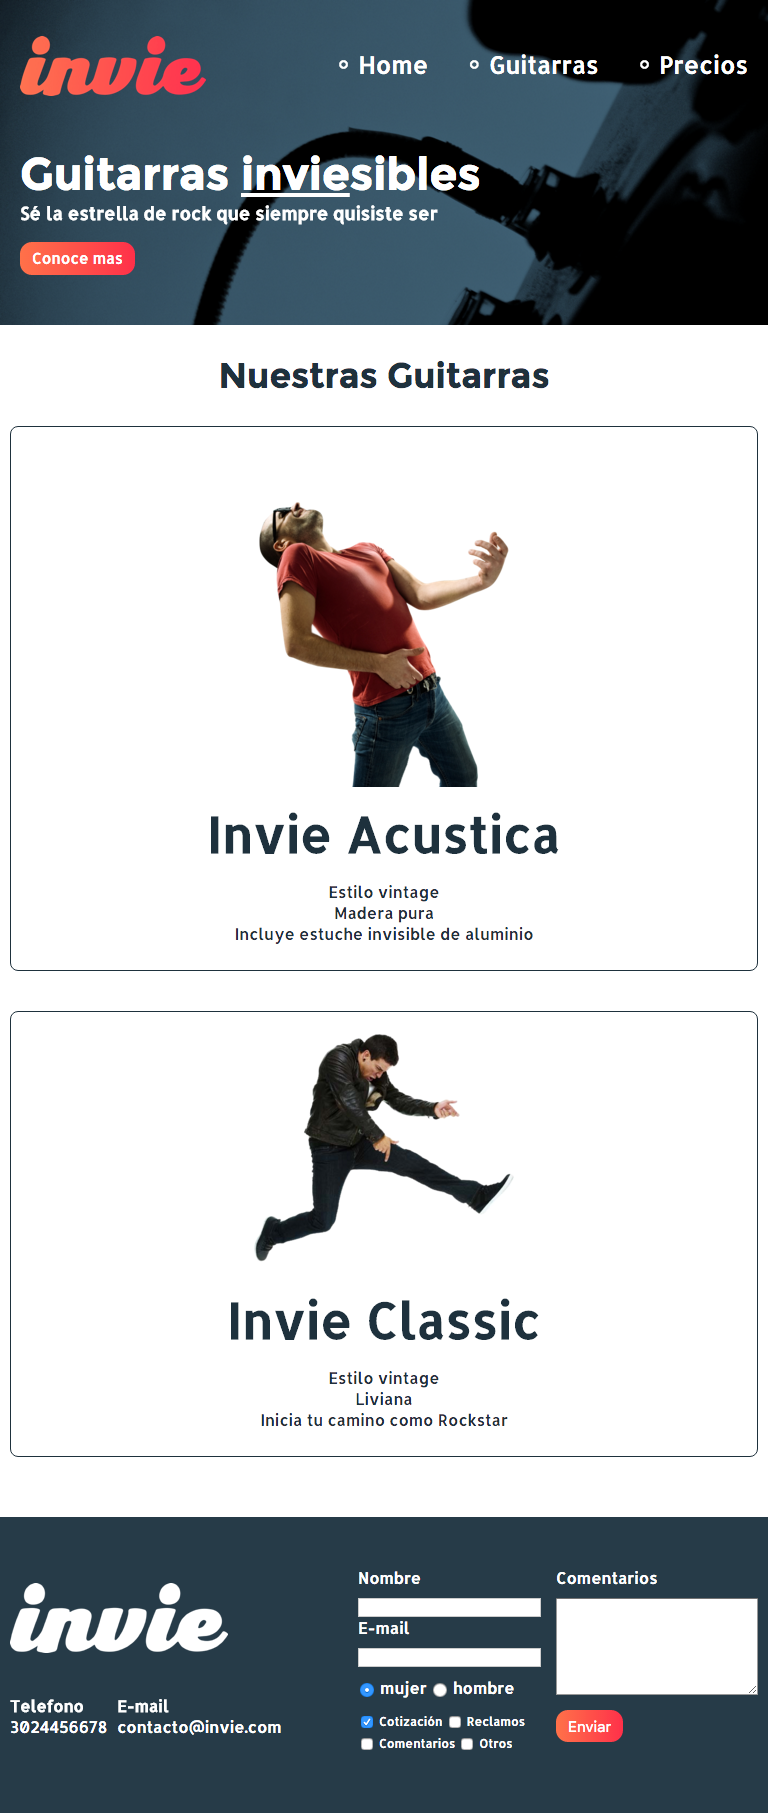 invie
Home Guitarras Precios
Guitarras inviesibles
Sé la estrella de rock que siempre quisiste ser
Conoce mas
Nuestras Guitarras
Invie Acustica
Estilo vintage
Madera pura
Incluye estuche invisible de aluminio
Invie Classic
Estilo vintage
Liviana
Inicia tu camino como Rockstar
invie
Telefono E-mail
3024456678 contacto@invie.com
Nombre
E-mail
mujer hombre
Cotización Reclamos
Comentarios Otros
Comentarios
Enviar